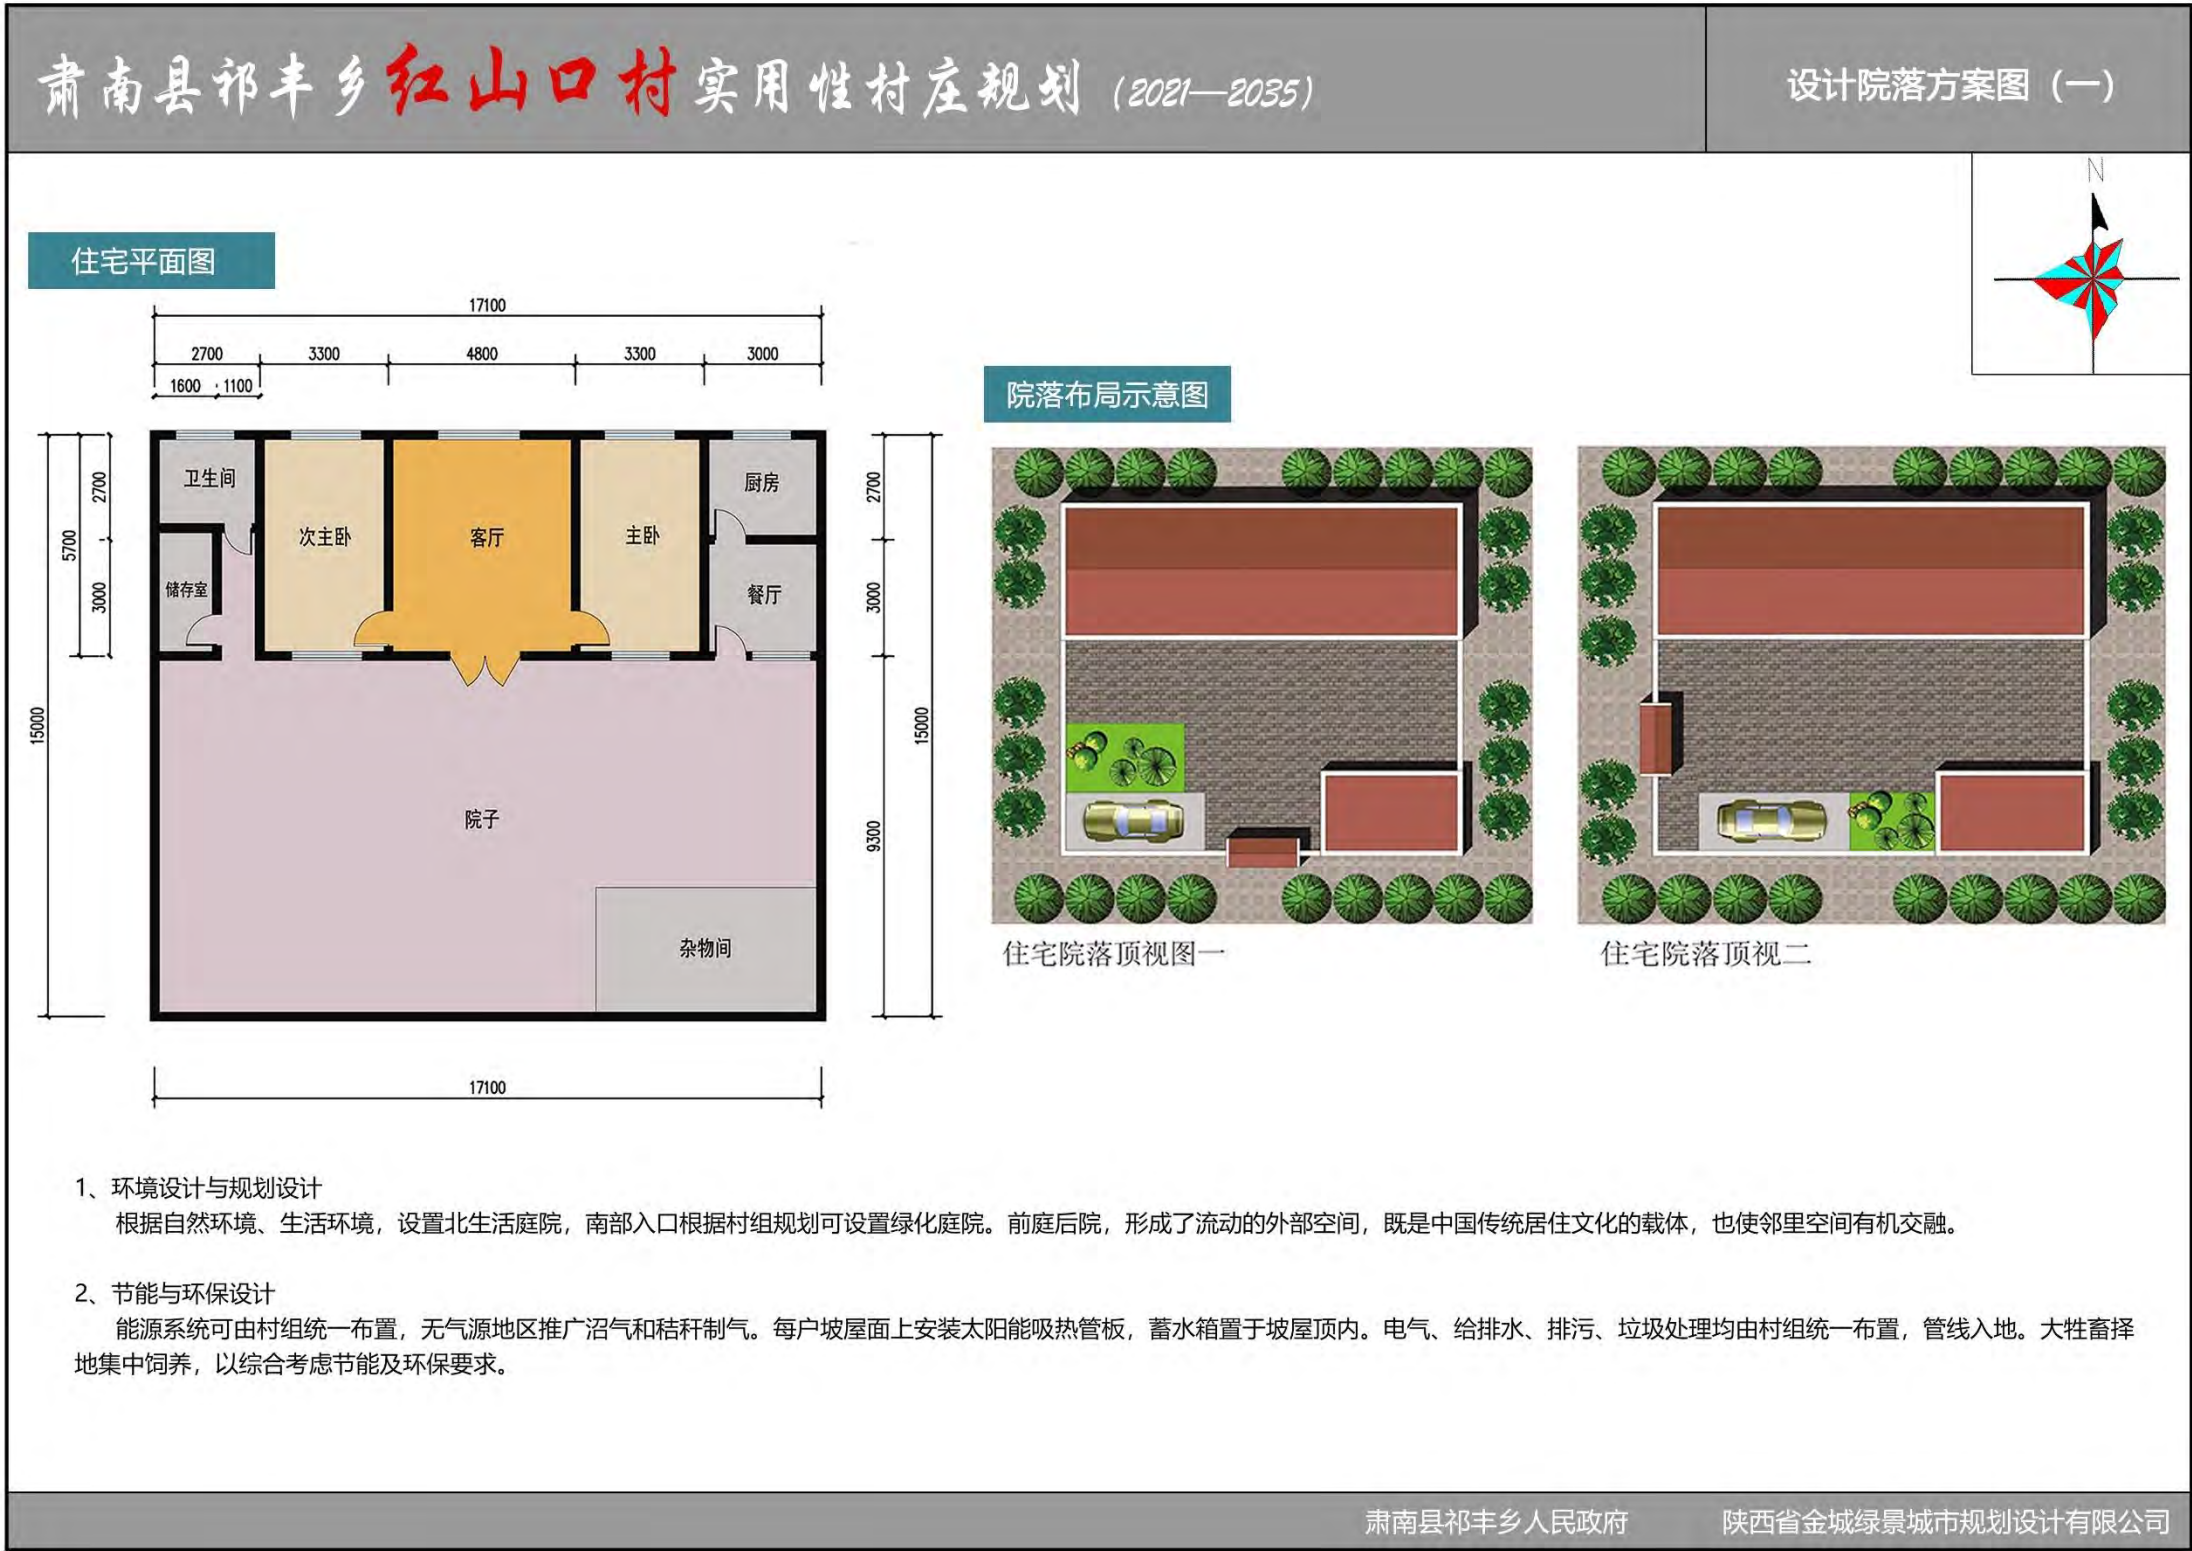 肃南县祁丰乡红山口村实用性村庄规划（2021—2035）
设计院落方案图（一）
N
住宅平面图
17100
2700 3300 4800 3300 3000
1600 1100
院落布局示意图
卫生间
次主卧
客厅
主卧
厨房
储存室
餐厅
院子
杂物间
15000
5700
2700
3000
2700
3000
9300
15000
17100
住宅院落顶视图一
住宅院落顶视二
1、环境设计与规划设计
根据自然环境、生活环境，设置北生活庭院，南部入口根据村组规划可设置绿化庭院。前庭后院，形成了流动的外部空间，既是中国传统居住文化的载体，也使邻里空间有机交融。
2、节能与环保设计
能源系统可由村组统一布置，无气源地区推广沼气和秸秆制气。每户坡屋面上安装太阳能吸热管板，蓄水箱置于坡屋顶内。电气、给排水、排污、垃圾处理均由村组统一布置，管线入地。大牲畜择
地集中饲养，以综合考虑节能及环保要求。
肃南县祁丰乡人民政府
陕西省金城绿景城市规划设计有限公司